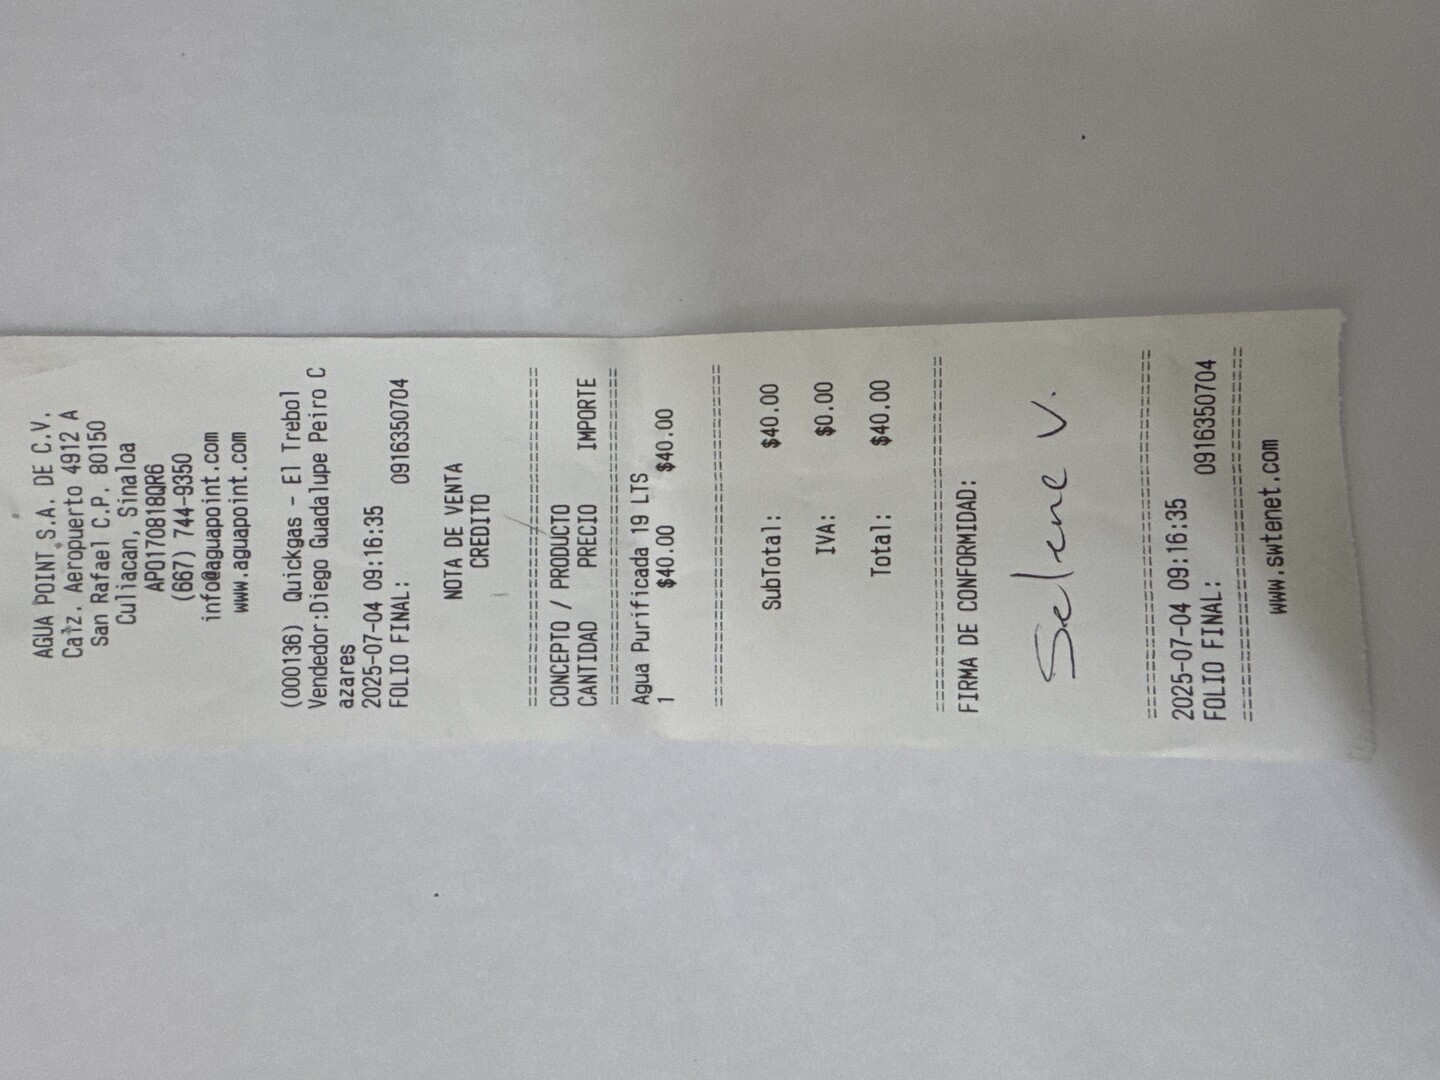 AGUA POINT S.A. DE C.V.
Calz. Aeropuerto 4912 A
San Rafael C.P. 80150
Culiacan, Sinaloa
APO170818QR6
(667) 744-9350
info@aguapoint.com
www.aguapoint.com
(000136) Quickgas - El Trebol
Vendedor:Diego Guadalupe Peiro C
azares
2025-07-04 09:16:35
FOLIO FINAL: 0916350704
NOTA DE VENTA
CREDITO
================================
CONCEPTO / PRODUCTO
CANTIDAD PRECIO IMPORTE
================================
Agua Purificada 19 LTS
1 $40.00 $40.00
================================
SubTotal: $40.00
IVA: $0.00
Total: $40.00
================================
FIRMA DE CONFORMIDAD:
Selene V.
================================
2025-07-04 09:16:35
FOLIO FINAL: 0916350704
================================
www.swtenet.com